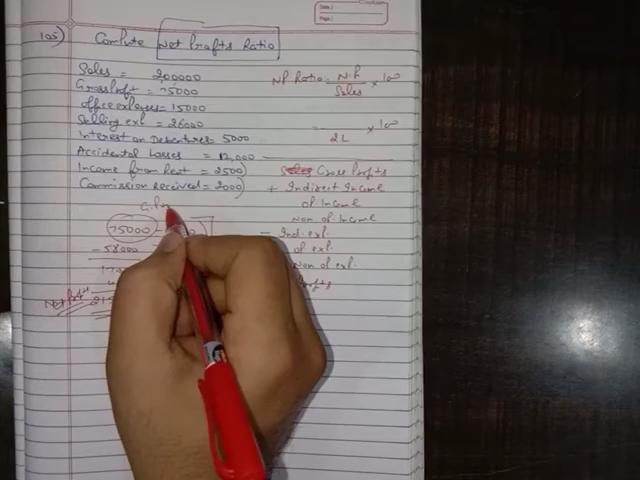 Date:
Page:
105) Compute Net Profits Ratio
Sales = 200000
Gross Profit = 75000
office expenses = 15000
Selling exp = 26000
Interest on Debentures = 5000
Accidental Losses = 12,000
Income from Rent = 2500
Commission received = 2000
NP Ratio = N.P / Sales × 100
2L × 100
Gross Profits
+ Indirect Income
of Income
Non of. Income
- Ind. exp.
of exp.
Non of exp.
75000
- 58000
Net Profit